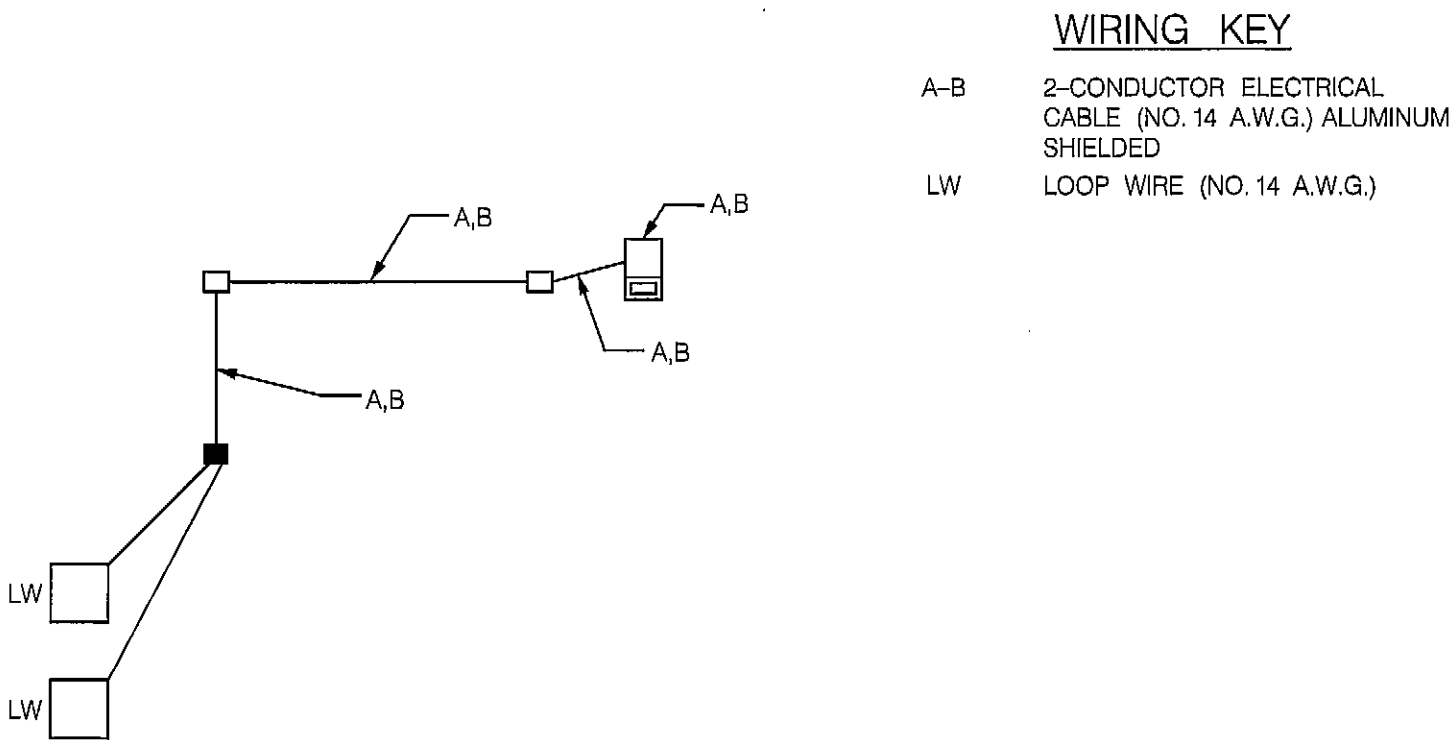 WIRING KEY
A-B 2-CONDUCTOR ELECTRICAL
CABLE (NO. 14 A.W.G.) ALUMINUM
SHIELDED
LW LOOP WIRE (NO. 14 A.W.G.)
A,B
A,B
A,B
A,B
LW
LW